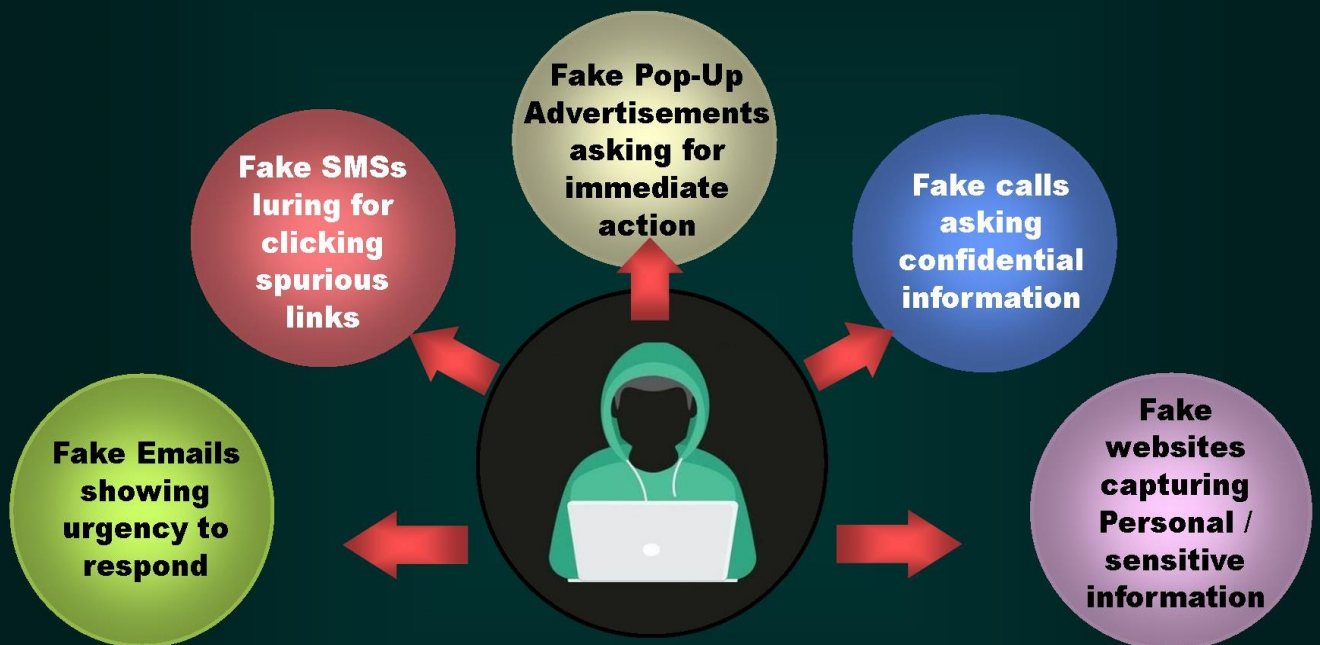 Fake Emails
showing
urgency to
respond
Fake SMSs
luring for
clicking
spurious
links
Fake Pop-Up
Advertisements
asking for
immediate
action
Fake calls
asking
confidential
information
Fake
websites
capturing
Personal /
sensitive
information